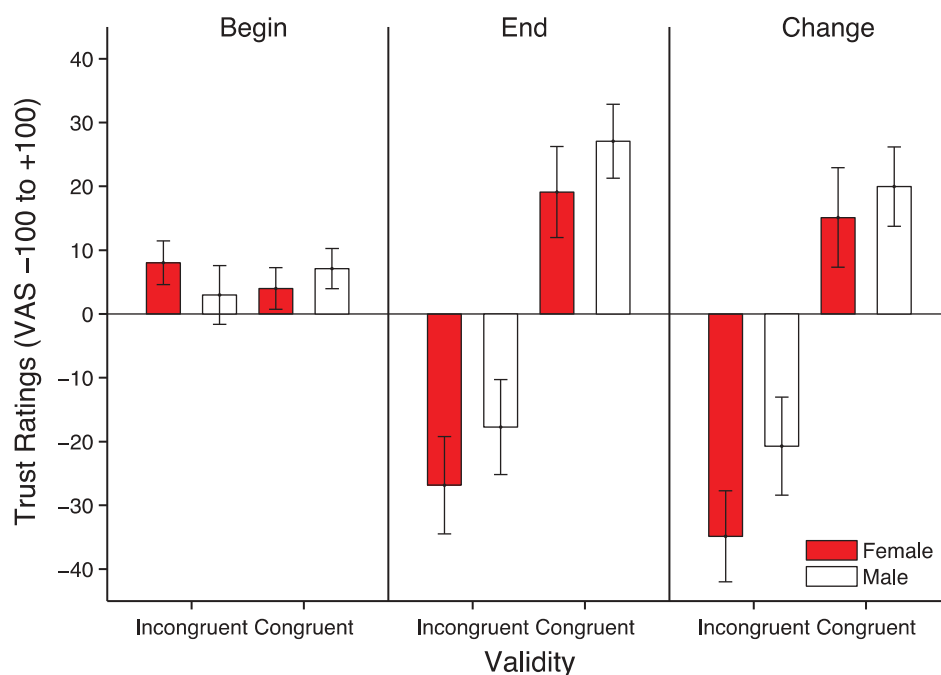 Begin End Change
Trust Ratings (VAS −100 to +100)
40
30
20
10
0
−10
−20
−30
−40
Female
Male
Incongruent Congruent Incongruent Congruent Incongruent Congruent
Validity